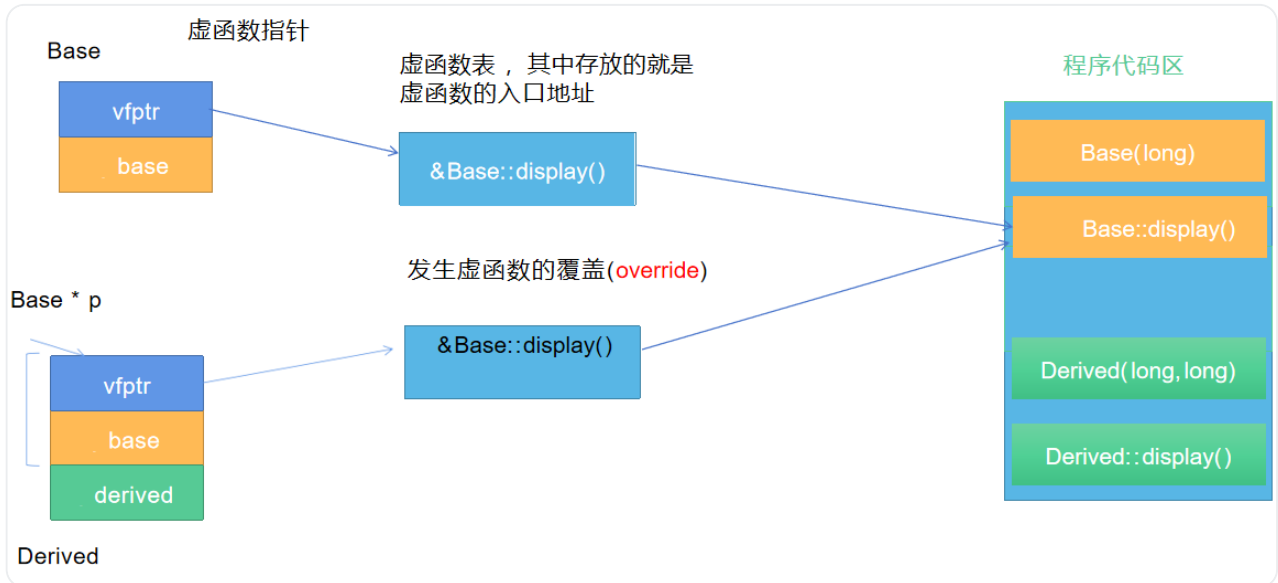 虚函数指针
Base
vfptr
base
虚函数表 ，其中存放的就是
虚函数的入口地址
&Base::display()
程序代码区
Base(long)
Base::display()
发生虚函数的覆盖(override)
Base * p
&Base::display()
vfptr
base
derived
Derived
Derived(long,long)
Derived::display()